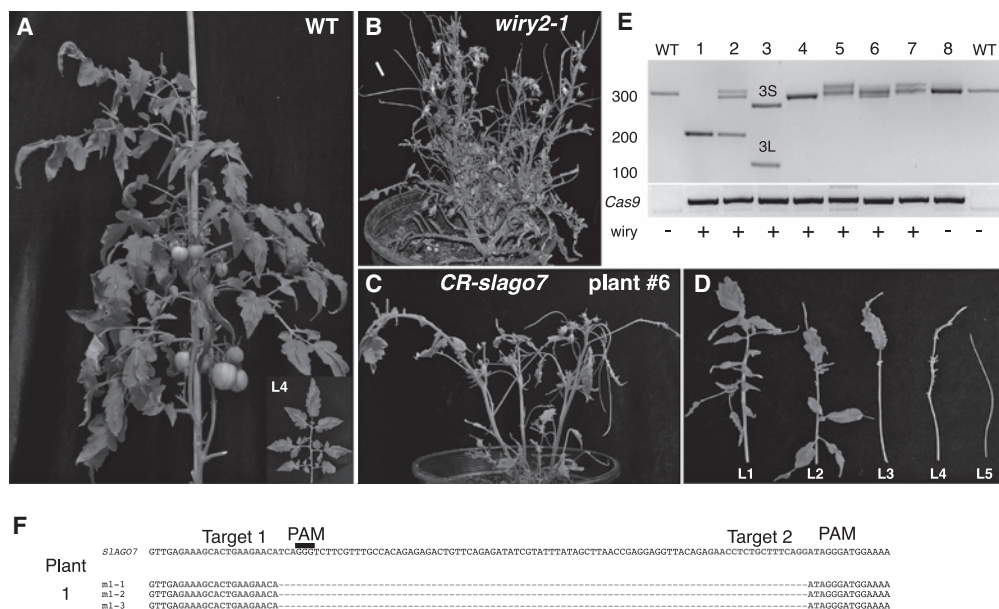 A
WT
L4
B
wiry2-1
C
CR-slago7 plant #6
D
L1 L2 L3 L4 L5
E
WT 1 2 3 4 5 6 7 8 WT
300
200
100
3S
3L
Cas9
wiry - + + + + + + + - -
F
Target 1 PAM Target 2 PAM
SlAGO7 GTTGAGAAAGCACTGAAGAACATCAGGGTCTTCGTTTGCCACAGAGAGACTGTTCAGAGATATCGTATTTATAGCTTAACCGAGGAGGTTACAGAGAACCTCTGCTTTCAGGATAGGGATGGAAAA
Plant
1
m1-1 GTTGAGAAAGCACTGAAGAACA------------------------------------------------------------------------------------------ATAGGGATGGAAAA
m1-2 GTTGAGAAAGCACTGAAGAACA------------------------------------------------------------------------------------------ATAGGGATGGAAAA
m1-3 GTTGAGAAAGCACTGAAGAACA------------------------------------------------------------------------------------------ATAGGGATGGAAAA